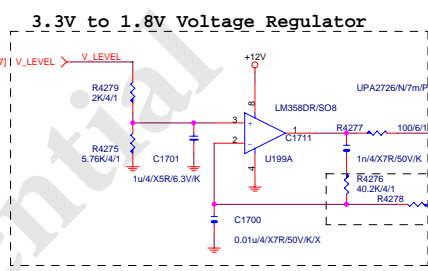 3.3V to 1.8V Voltage Regulator
7] V_LEVEL
V_LEVEL
+12V
R4279
2K/4/1
UPA2726/N/7m/P
LM358DR/SO8
8
3
1
C1711
R4277
100/6/1
2
R4275
5.76K/4/1
C1701
U199A
4
1n/4/X7R/50V/K
1u/4/X5R/6.3V/K
R4276
40.2K/4/1
R4278
C1700
0.01u/4/X7R/50V/K/X
ential